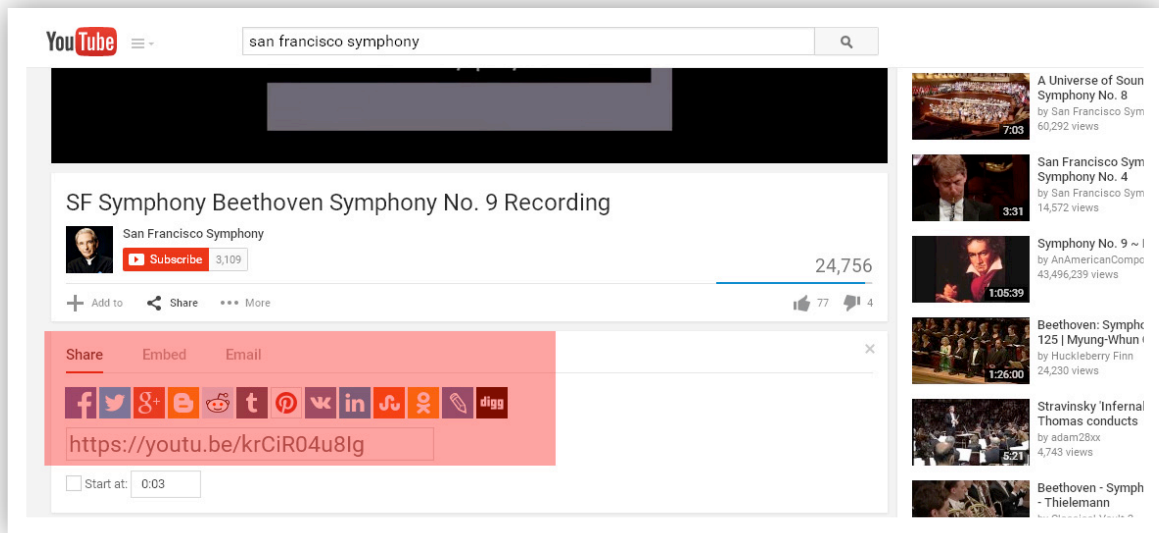 YouTube
san francisco symphony
SF Symphony Beethoven Symphony No. 9 Recording
San Francisco Symphony
Subscribe 3,109
24,756
Add to Share More
77 4
Share Embed Email
digg
https://youtu.be/krCiR04u8Ig
Start at: 0:03
7:03
A Universe of Soun
Symphony No. 8
by San Francisco Sym
60,292 views
3:31
San Francisco Sym
Symphony No. 4
by San Francisco Sym
14,572 views
1:05:39
Symphony No. 9 ~
by AnAmericanCompo
43,496,239 views
1:26:00
Beethoven: Sympho
125 | Myung-Whun
by Huckleberry Finn
24,230 views
5:21
Stravinsky 'Infernal
Thomas conducts
by adam28xx
4,743 views
Beethoven - Symph
- Thielemann